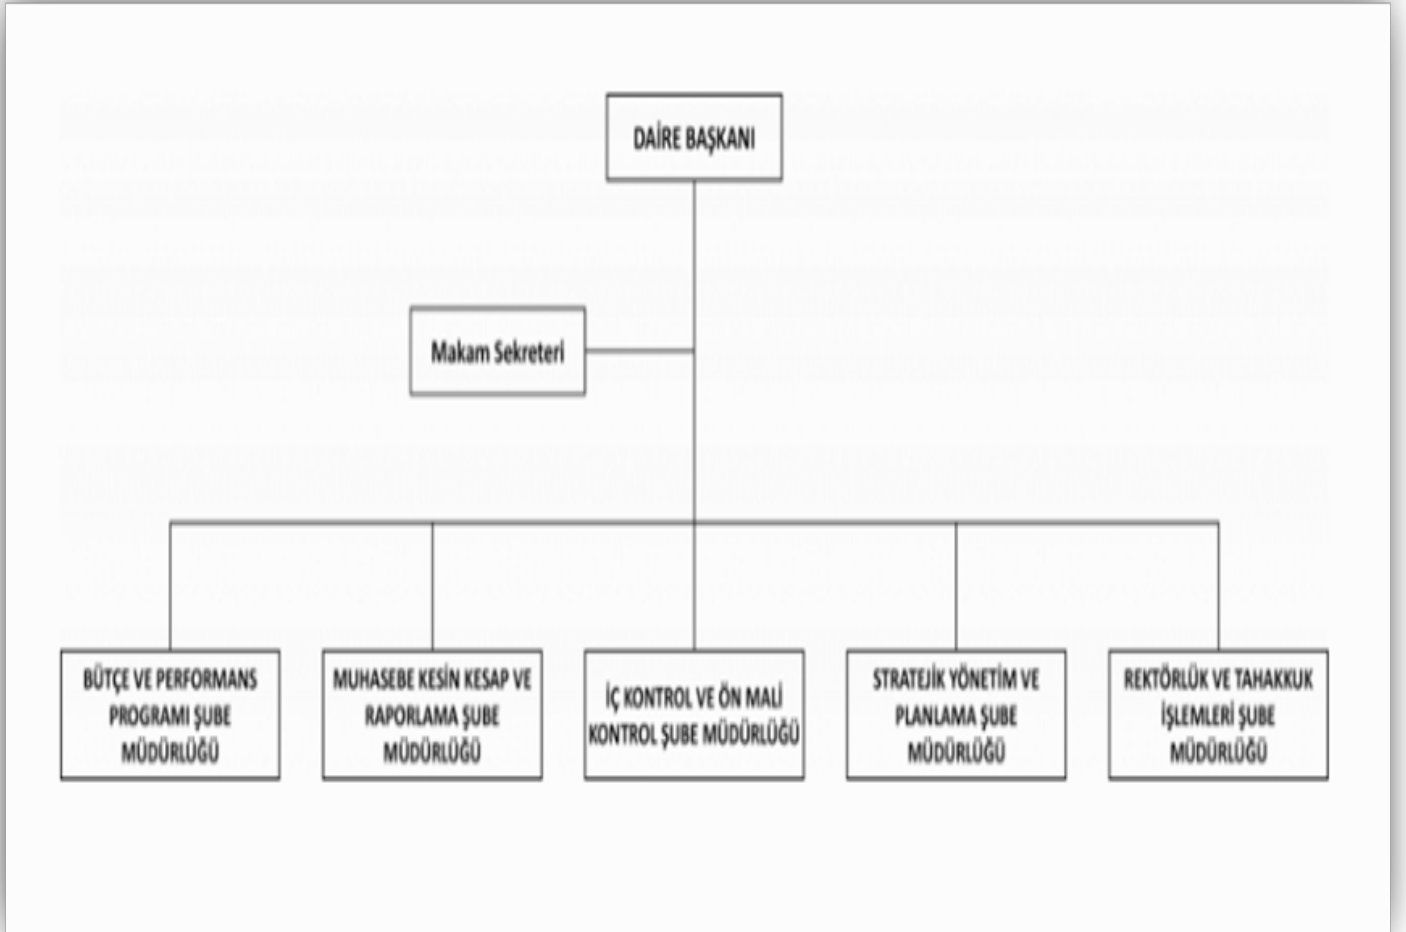 DAİRE BAŞKANI
Makam Sekreteri
BÜTÇE VE PERFORMANS
PROGRAMI ŞUBE
MÜDÜRLÜĞÜ
MUHASEBE KESİN KESAP VE
RAPORLAMA ŞUBE
MÜDÜRLÜĞÜ
İÇ KONTROL VE ÖN MALİ
KONTROL ŞUBE MÜDÜRLÜĞÜ
STRATEJİK YÖNETİM VE
PLANLAMA ŞUBE
MÜDÜRLÜĞÜ
REKTÖRLÜK VE TAHAKKUK
İŞLEMLERİ ŞUBE
MÜDÜRLÜĞÜ